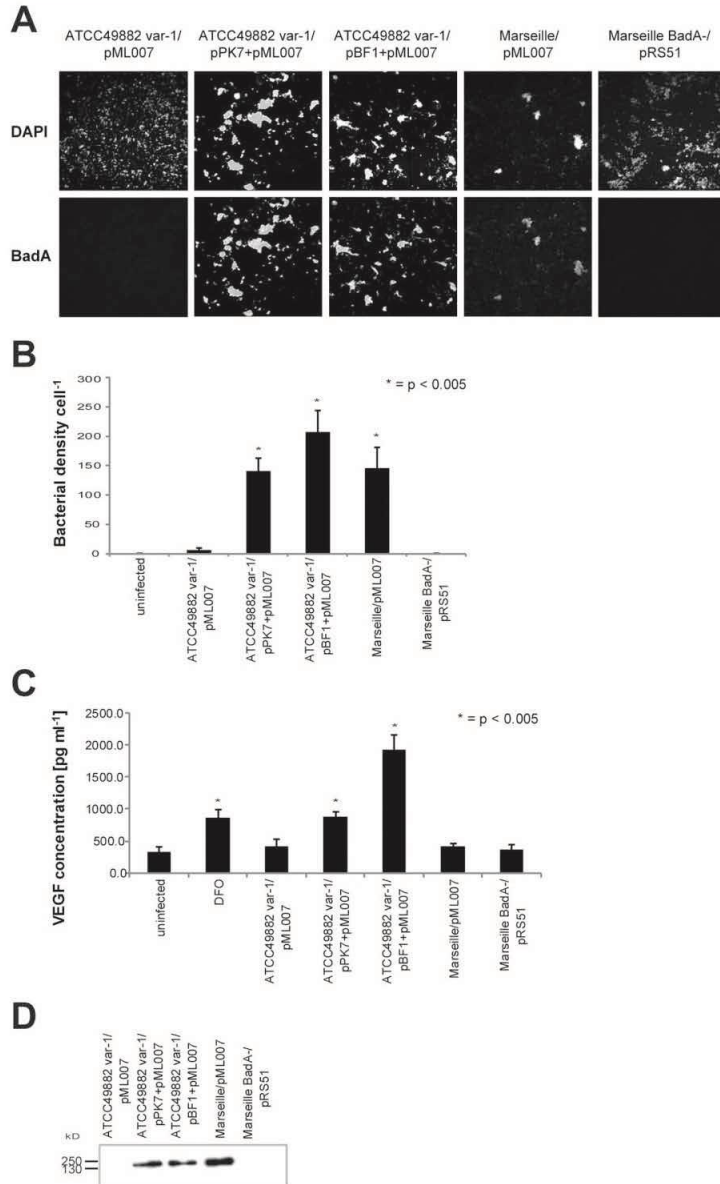 A
ATCC49882 var-1/ ATCC49882 var-1/ ATCC49882 var-1/ Marseille/ Marseille BadA-/
pML007 pPK7+pML007 pBF1+pML007 pML007 pRS51
DAPI
BadA
B
Bacterial density cell-1
300
250
200
150
100
50
0
* = p < 0.005
*
*
*
uninfected
ATCC49882 var-1/
pML007
ATCC49882 var-1/
pPK7+pML007
ATCC49882 var-1/
pBF1+pML007
Marseille/pML007
Marseille BadA-/
pRS51
C
VEGF concentration [pg ml-1]
2500.0
2000.0
1500.0
1000.0
500.0
0.0
* = p < 0.005
*
*
*
uninfected
DFO
ATCC49882 var-1/
pML007
ATCC49882 var-1/
pPK7+pML007
ATCC49882 var-1/
pBF1+pML007
Marseille/pML007
Marseille BadA-/
pRS51
D
ATCC49882 var-1/
pML007
ATCC49882 var-1/
pPK7+pML007
ATCC49882 var-1/
pBF1+pML007
Marseille/pML007
Marseille BadA-/
pRS51
kD
250
130